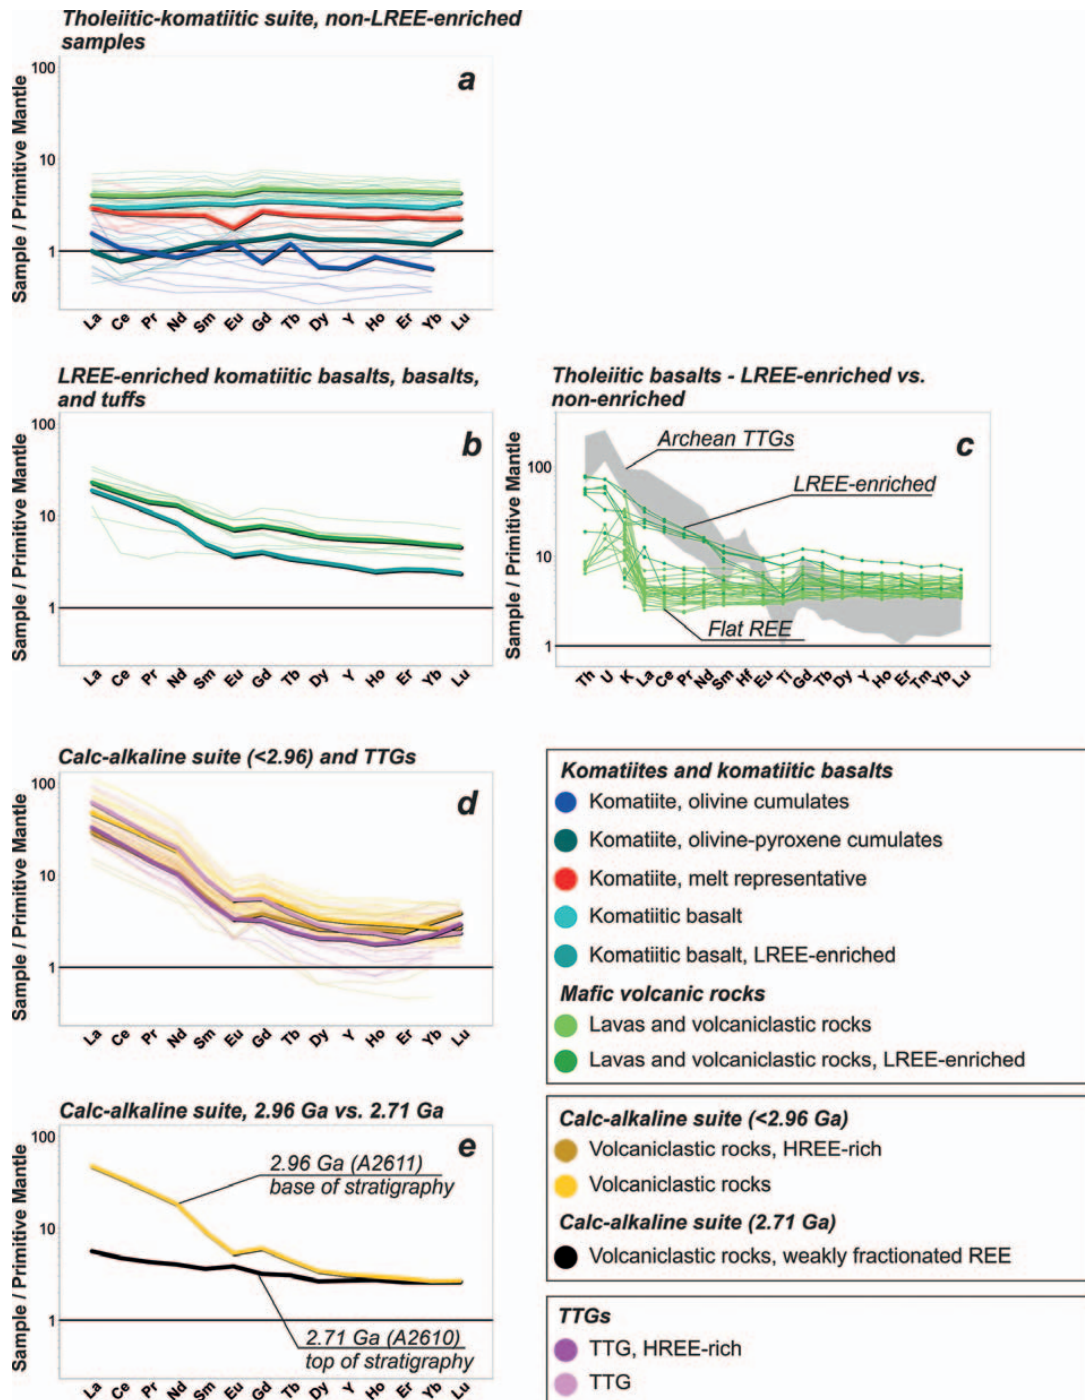 Tholeiitic-komatiitic suite, non-LREE-enriched
samples
a
Sample / Primitive Mantle
100
10
1
La Ce Pr Nd Sm Eu Gd Tb Dy Y Ho Er Yb Lu
LREE-enriched komatiitic basalts, basalts,
and tuffs
b
Sample / Primitive Mantle
100
10
1
La Ce Pr Nd Sm Eu Gd Tb Dy Y Ho Er Yb Lu
Tholeiitic basalts - LREE-enriched vs.
non-enriched
c
Archean TTGs
LREE-enriched
Flat REE
Sample / Primitive Mantle
100
10
1
Th U K La Ce Pr Nd Sm Hf Eu Ti Gd Tb Dy Y Ho Er Tm Yb Lu
Calc-alkaline suite (<2.96) and TTGs
d
Sample / Primitive Mantle
100
10
1
La Ce Pr Nd Sm Eu Gd Tb Dy Y Ho Er Yb Lu
Calc-alkaline suite, 2.96 Ga vs. 2.71 Ga
e
2.96 Ga (A2611)
base of stratigraphy
2.71 Ga (A2610)
top of stratigraphy
Sample / Primitive Mantle
100
10
1
La Ce Pr Nd Sm Eu Gd Tb Dy Y Ho Er Yb Lu
Komatiites and komatiitic basalts
Komatiite, olivine cumulates
Komatiite, olivine-pyroxene cumulates
Komatiite, melt representative
Komatiitic basalt
Komatiitic basalt, LREE-enriched
Mafic volcanic rocks
Lavas and volcaniclastic rocks
Lavas and volcaniclastic rocks, LREE-enriched
Calc-alkaline suite (<2.96 Ga)
Volcaniclastic rocks, HREE-rich
Volcaniclastic rocks
Calc-alkaline suite (2.71 Ga)
Volcaniclastic rocks, weakly fractionated REE
TTGs
TTG, HREE-rich
TTG